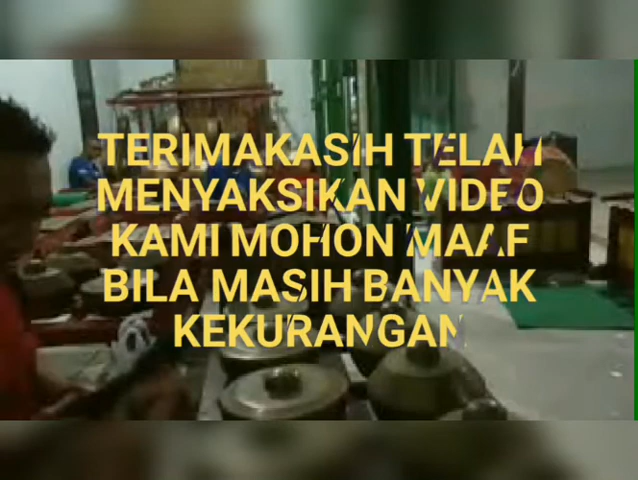 TERIMAKASIH TELAH
MENYAKSIKAN VIDEO
KAMI MOHON MAAF
BILA MASIH BANYAK
KEKURANGAN